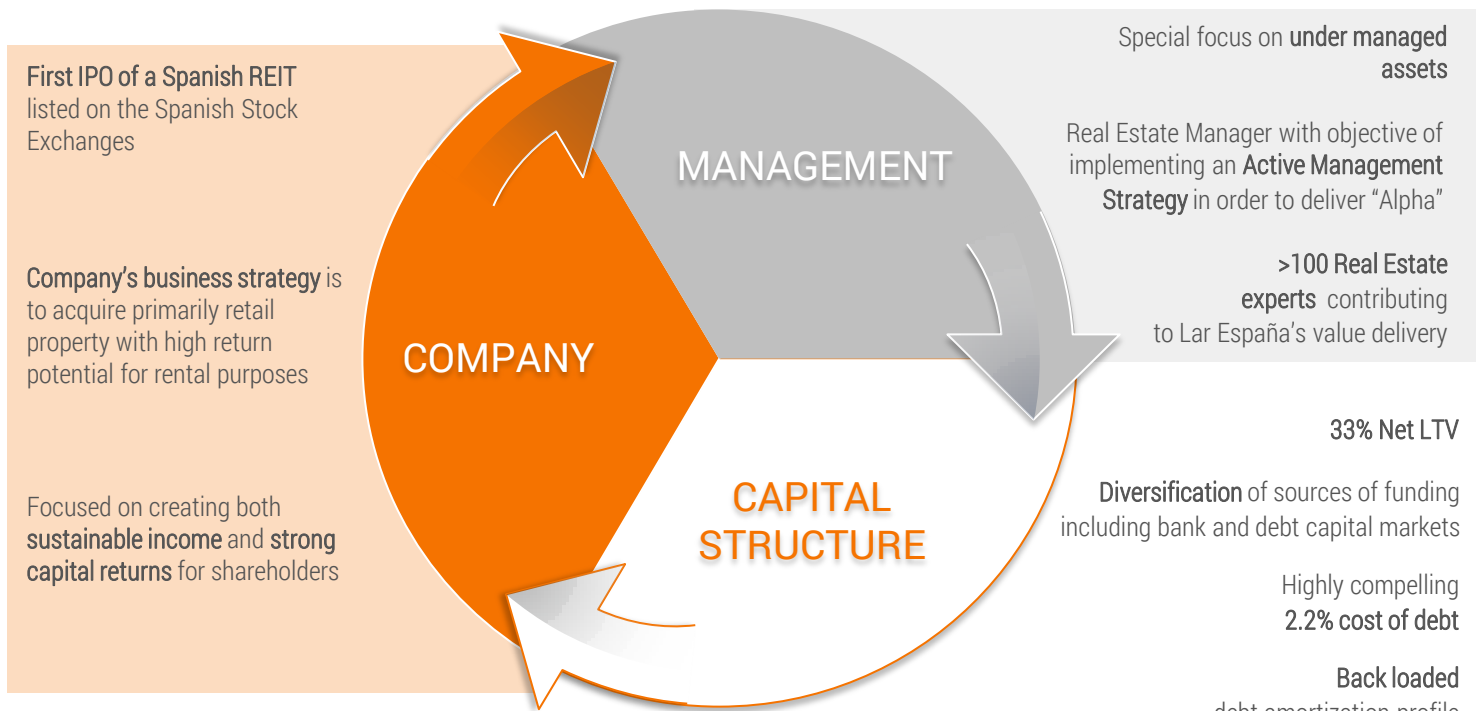 First IPO of a Spanish REIT
listed on the Spanish Stock
Exchanges
Company's business strategy is
to acquire primarily retail
property with high return
potential for rental purposes
Focused on creating both
sustainable income and strong
capital returns for shareholders
COMPANY
MANAGEMENT
CAPITAL
STRUCTURE
Special focus on under managed
assets
Real Estate Manager with objective of
implementing an Active Management
Strategy in order to deliver “Alpha”
>100 Real Estate
experts contributing
to Lar España's value delivery
33% Net LTV
Diversification of sources of funding
including bank and debt capital markets
Highly compelling
2.2% cost of debt
Back loaded
debt amortization profile